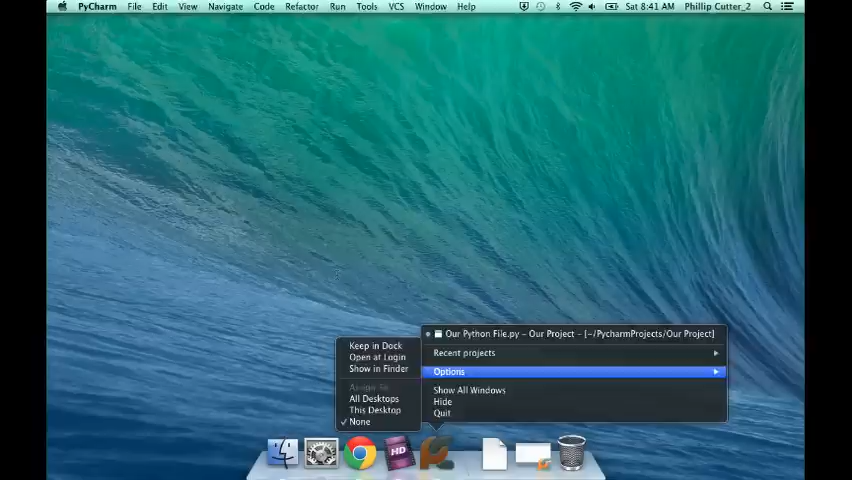 PyCharm File Edit View Navigate Code Refactor Run Tools VCS Window Help Sat 8:41 AM Phillip Cutter_2
Our Python File.py – Our Project – [~/PycharmProjects/Our Project]
Recent projects
Options
Show All Windows
Hide
Quit
Keep in Dock
Open at Login
Show in Finder
Assign To
All Desktops
This Desktop
None
HD